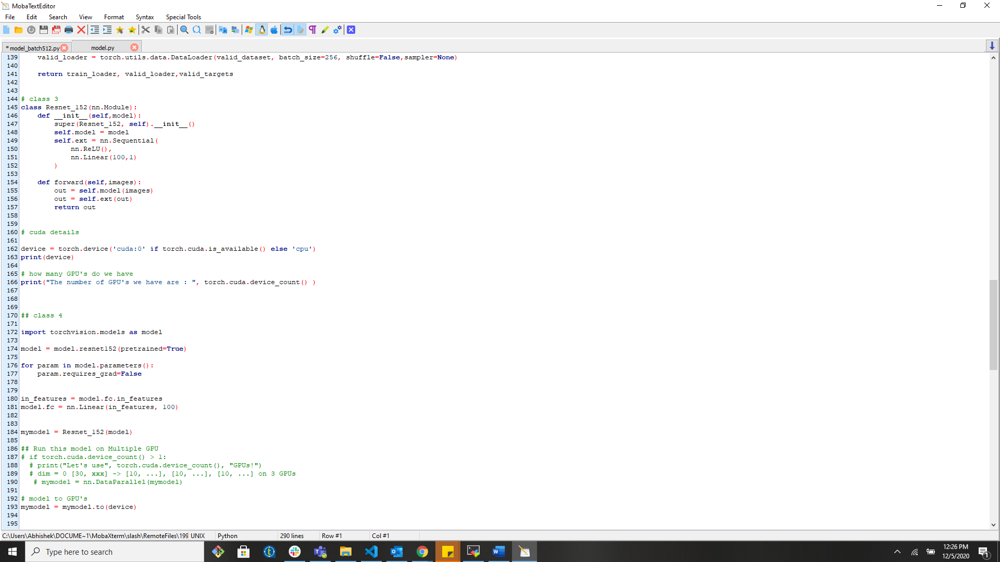 MobaTextEditor
File Edit Search View Format Syntax Special Tools
*model_batch512.py model.py
139 valid_loader = torch.utils.data.DataLoader(valid_dataset, batch_size=256, shuffle=False,sampler=None)
140
141 return train_loader, valid_loader,valid_targets
142
143
144 # class 3
145 class Resnet_152(nn.Module):
146 def __init__(self,model):
147 super(Resnet_152, self).__init__()
148 self.model = model
149 self.ext = nn.Sequential(
150 nn.ReLU(),
151 nn.Linear(100,1)
152 )
153
154 def forward(self,images):
155 out = self.model(images)
156 out = self.ext(out)
157 return out
158
159
160 # cuda details
161
162 device = torch.device('cuda:0' if torch.cuda.is_available() else 'cpu')
163 print(device)
164
165 # how many GPU's do we have
166 print("The number of GPU's we have are : ", torch.cuda.device_count() )
167
168
169
170 ## class 4
171
172 import torchvision.models as model
173
174 model = model.resnet152(pretrained=True)
175
176 for param in model.parameters():
177 param.requires_grad=False
178
179
180 in_features = model.fc.in_features
181 model.fc = nn.Linear(in_features, 100)
182
183
184 mymodel = Resnet_152(model)
185
186 ## Run this model on Multiple GPU
187 # if torch.cuda.device_count() > 1:
188 # print("Let's use", torch.cuda.device_count(), "GPUs!")
189 # dim = 0 [30, xxx] -> [10, ...], [10, ...], [10, ...] on 3 GPUs
190 # mymodel = nn.DataParallel(mymodel)
191
192 # model to GPU's
193 mymodel = mymodel.to(device)
194
195
C:\Users\Abhishek\DOCUME~1\MobaXterm\slash\RemoteFiles\199 UNIX Python 290 lines Row #1 Col #1
Type here to search
12:26 PM
12/5/2020
1